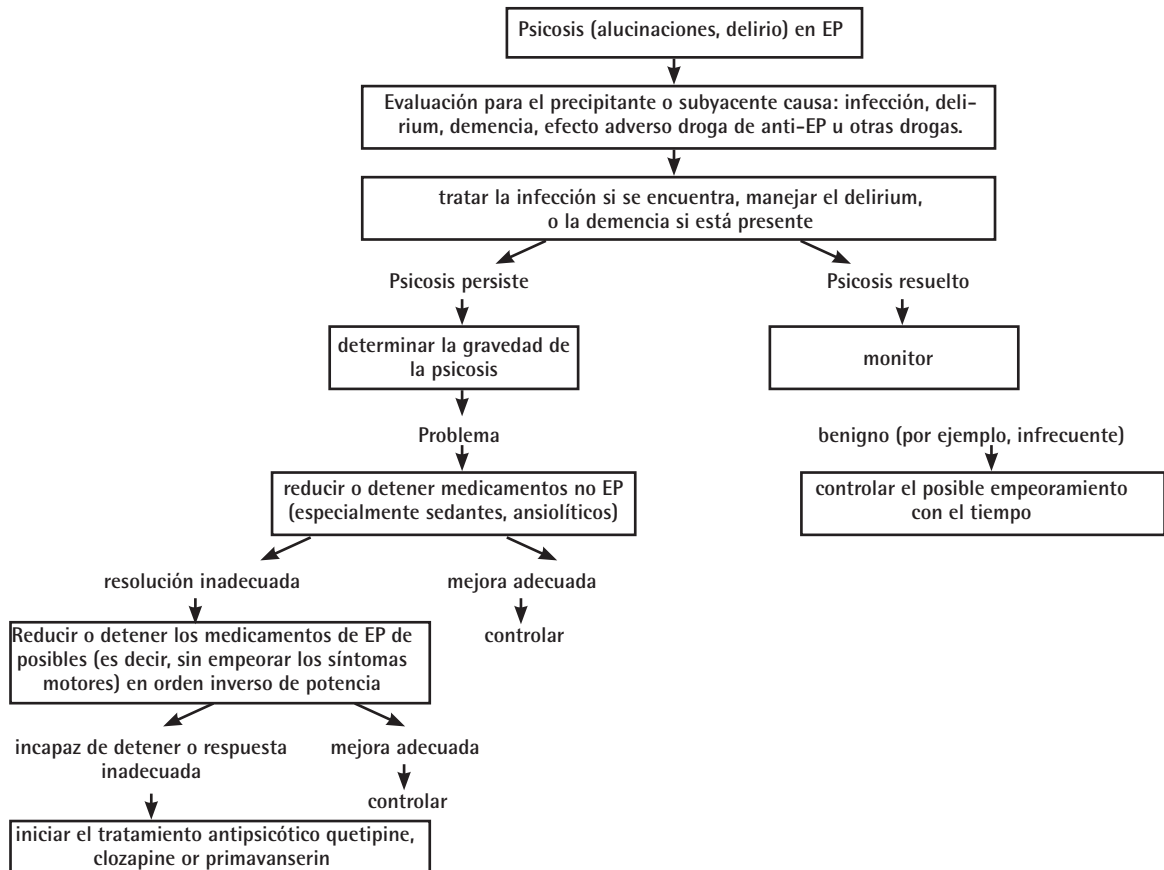 Psicosis (alucinaciones, delirio) en EP
Evaluación para el precipitante o subyacente causa: infección, deli-
rium, demencia, efecto adverso droga de anti-EP u otras drogas.
tratar la infección si se encuentra, manejar el delirium,
o la demencia si está presente
Psicosis persiste
Psicosis resuelto
determinar la gravedad de
la psicosis
monitor
Problema
benigno (por ejemplo, infrecuente)
reducir o detener medicamentos no EP
(especialmente sedantes, ansiolíticos)
controlar el posible empeoramiento
con el tiempo
resolución inadecuada
mejora adecuada
controlar
Reducir o detener los medicamentos de EP de
posibles (es decir, sin empeorar los síntomas
motores) en orden inverso de potencia
incapaz de detener o respuesta
inadecuada
mejora adecuada
controlar
iniciar el tratamiento antipsicótico quetipine,
clozapine or primavanserin